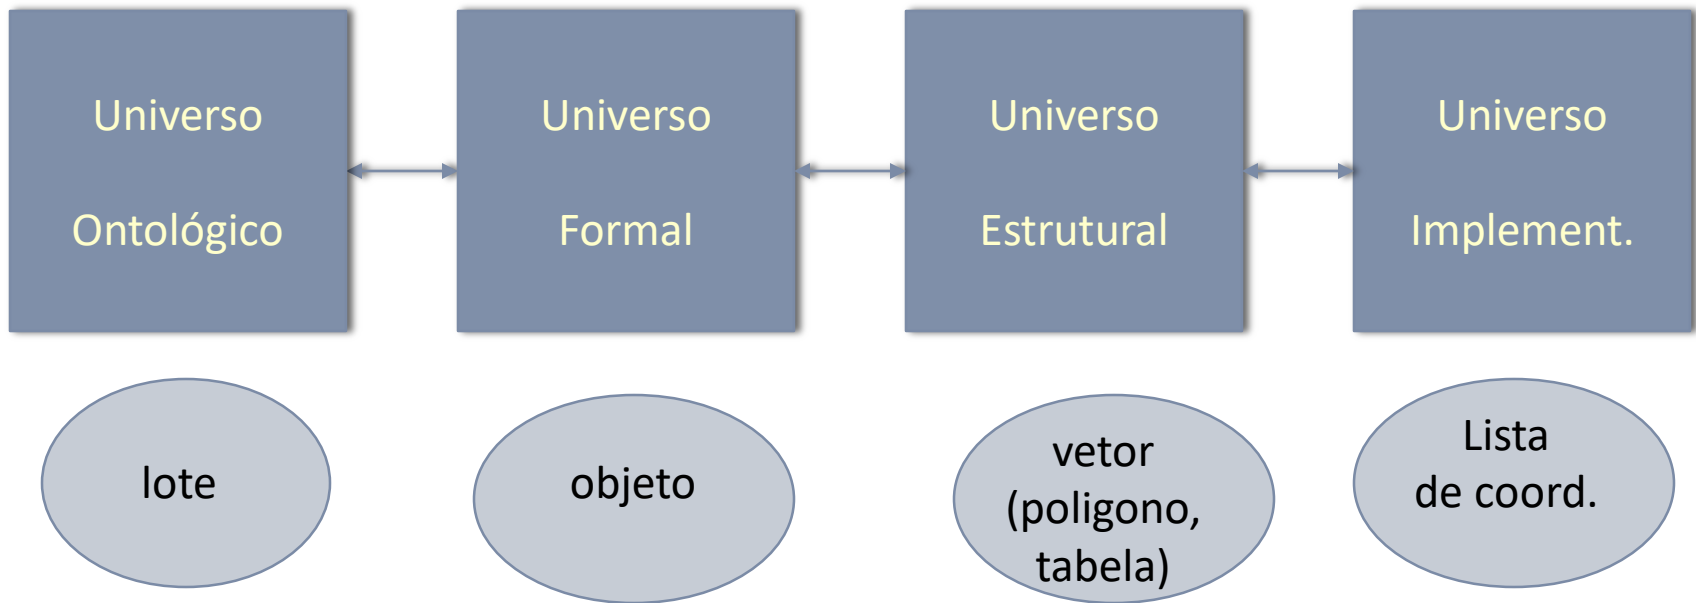 Universo
Ontológico
Universo
Formal
Universo
Estrutural
Universo
Implement.
lote
objeto
vetor
(poligono,
tabela)
Lista
de coord.